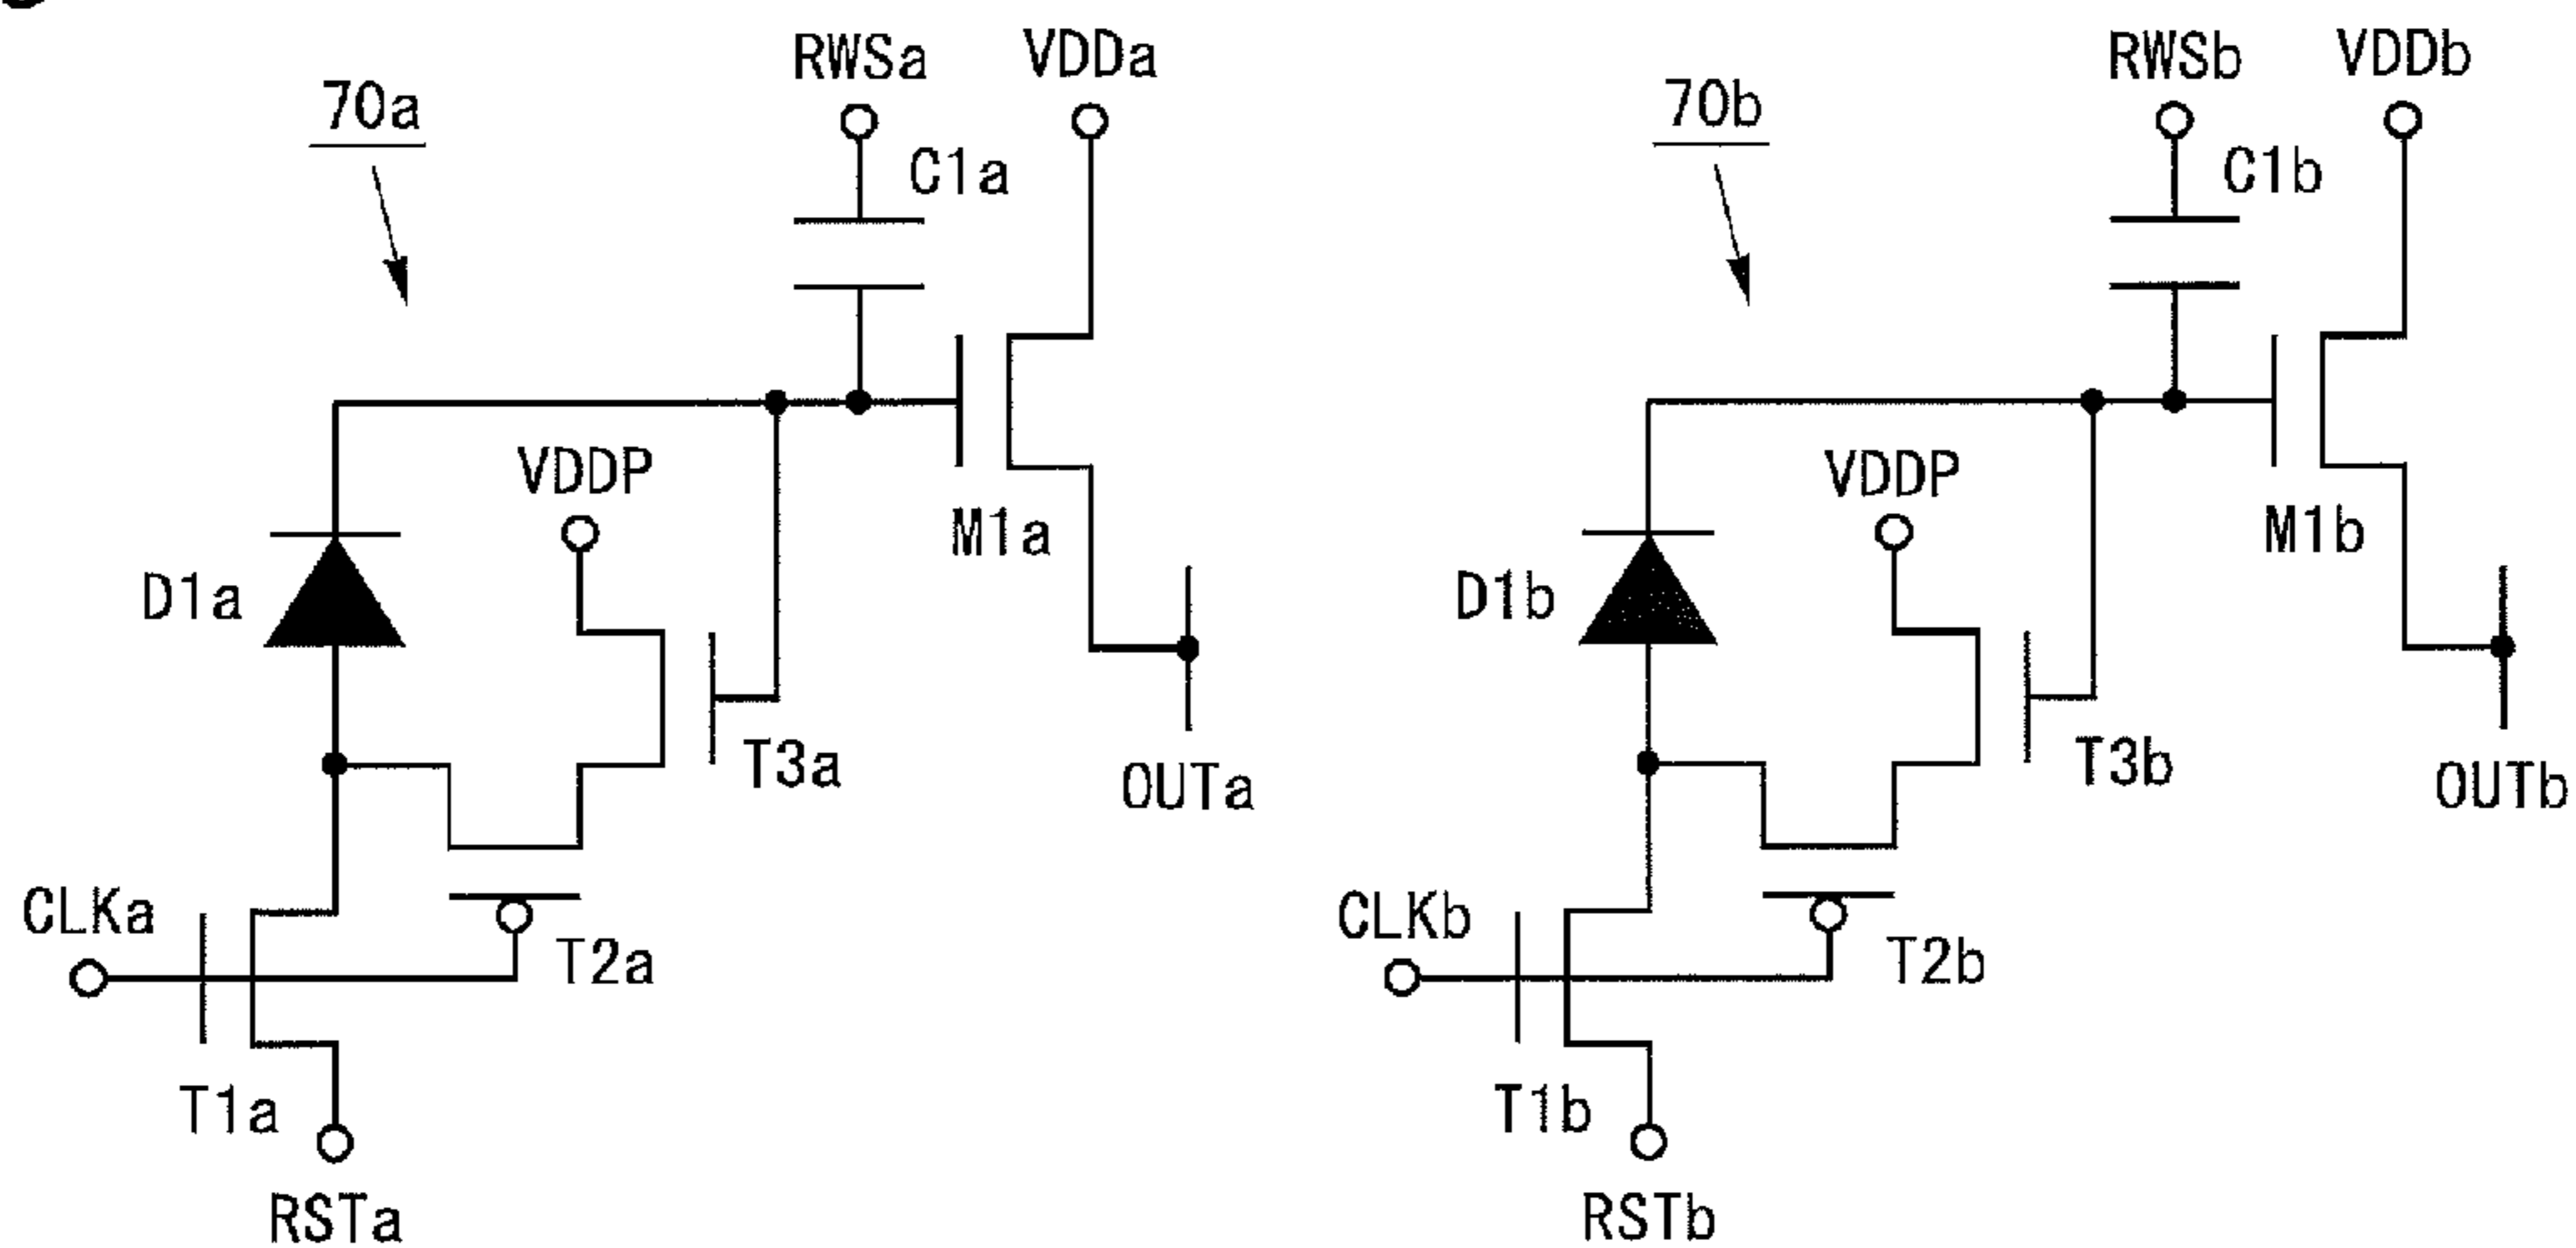 70a
RWSa
VDDa
C1a
VDDP
M1a
D1a
T3a
OUTa
CLKa
T2a
T1a
RSTa
70b
RWSb
VDDb
C1b
VDDP
M1b
D1b
T3b
OUTb
CLKb
T2b
T1b
RSTb